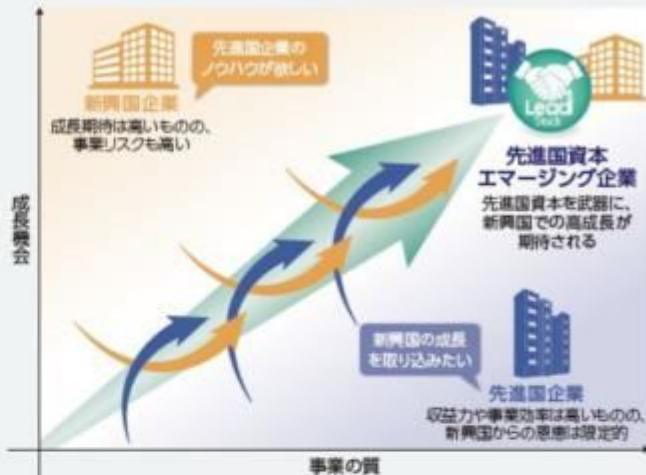 先進国企業の
ノウハウが欲しい
新興国企業
成長期待は高いものの、
事業リスクも高い
Lead
Stock
先進国資本
エマージング企業
先進国資本を武器に、
新興国での高成長が
期待される
成長機会
新興国の成長
を取り込みたい
先進国企業
収益力や事業効率は高いものの、
新興国からの恩恵は限定的
事業の質